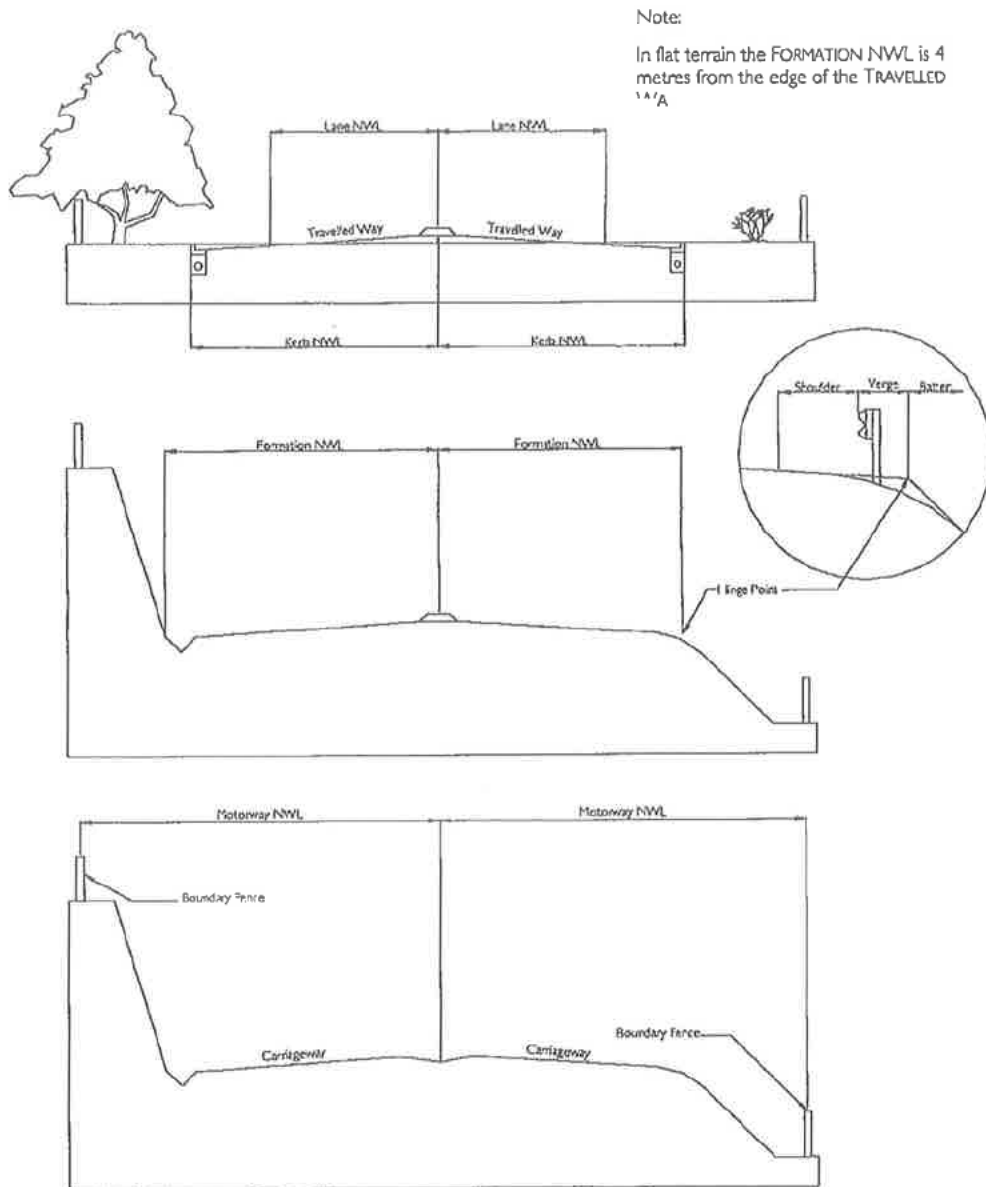 Note:
In flat terrain the FORMATION NWL is 4
metres from the edge of the TRAVELLED
Lane NWL Lane NWL
Travelled Way Travelled Way
Kerb NWL Kerb NWL
Shoulder Verge Batter
Formation NWL Formation NWL
Hinge Point
Motorway NWL Motorway NWL
Boundary Fence
Boundary Fence
Carriageway Carriageway